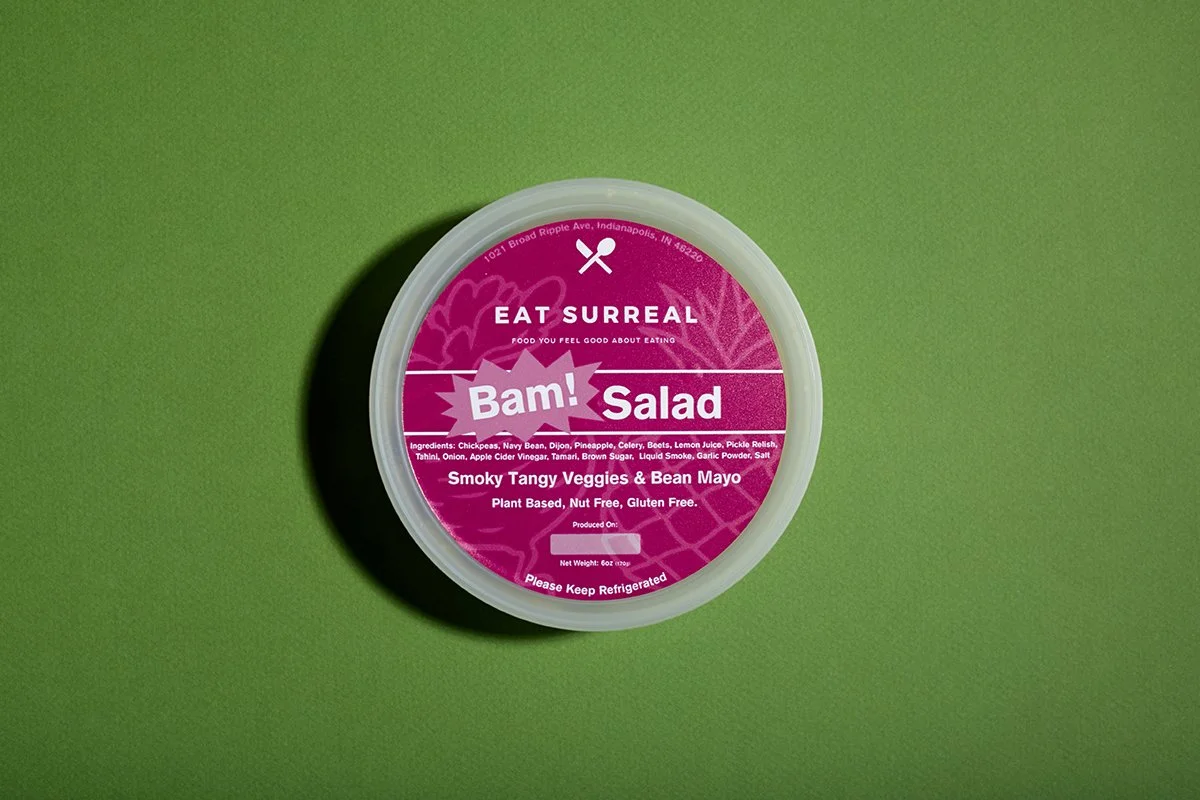 1021 Broad Ripple Ave, Indianapolis, IN 46220
EAT SURREAL
FOOD YOU FEEL GOOD ABOUT EATING
Bam! Salad
Ingredients: Chickpeas, Navy Bean, Dijon, Pineapple, Celery, Beets, Lemon Juice, Pickle Relish,
Tahini, Onion, Apple Cider Vinegar, Tamari, Brown Sugar, Liquid Smoke, Garlic Powder, Salt
Smoky Tangy Veggies & Bean Mayo
Plant Based, Nut Free, Gluten Free.
Produced On:
Net Weight: 6oz (170g)
Please Keep Refrigerated